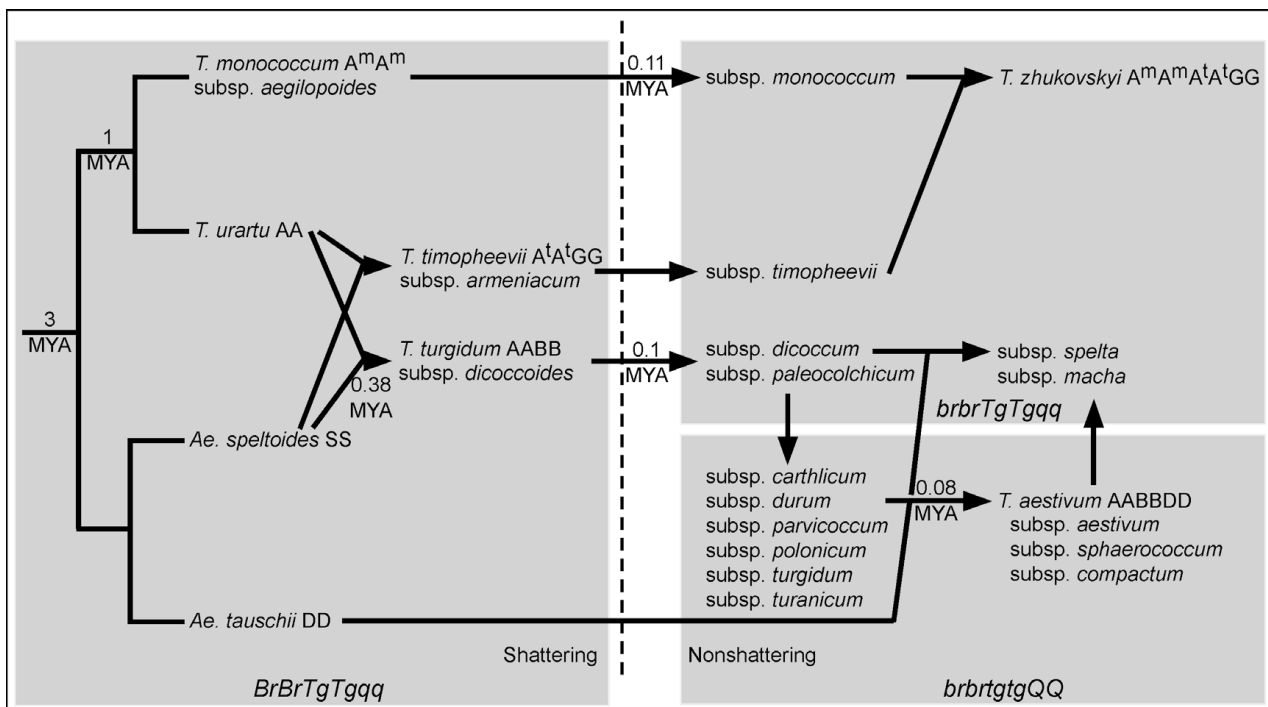 T. monococcum AᵐAᵐ
subsp. aegilopoides
0.11
MYA
subsp. monococcum
T. zhukovskyi AᵐAᵐAᵗAᵗGG
1
MYA
T. urartu AA
T. timopheevii AᵗAᵗGG
subsp. armeniacum
subsp. timopheevii
3
MYA
T. turgidum AABB
subsp. dicoccoides
0.38
MYA
0.1
MYA
subsp. dicoccum
subsp. paleocolchicum
subsp. spelta
subsp. macha
brbrTgTgqq
Ae. speltoides SS
subsp. carthlicum
subsp. durum
subsp. parvicoccum
subsp. polonicum
subsp. turgidum
subsp. turanicum
0.08
MYA
T. aestivum AABBDD
subsp. aestivum
subsp. sphaerococcum
subsp. compactum
Ae. tauschii DD
Shattering
Nonshattering
BrBrTgTgqq
brbrtgtgQQ